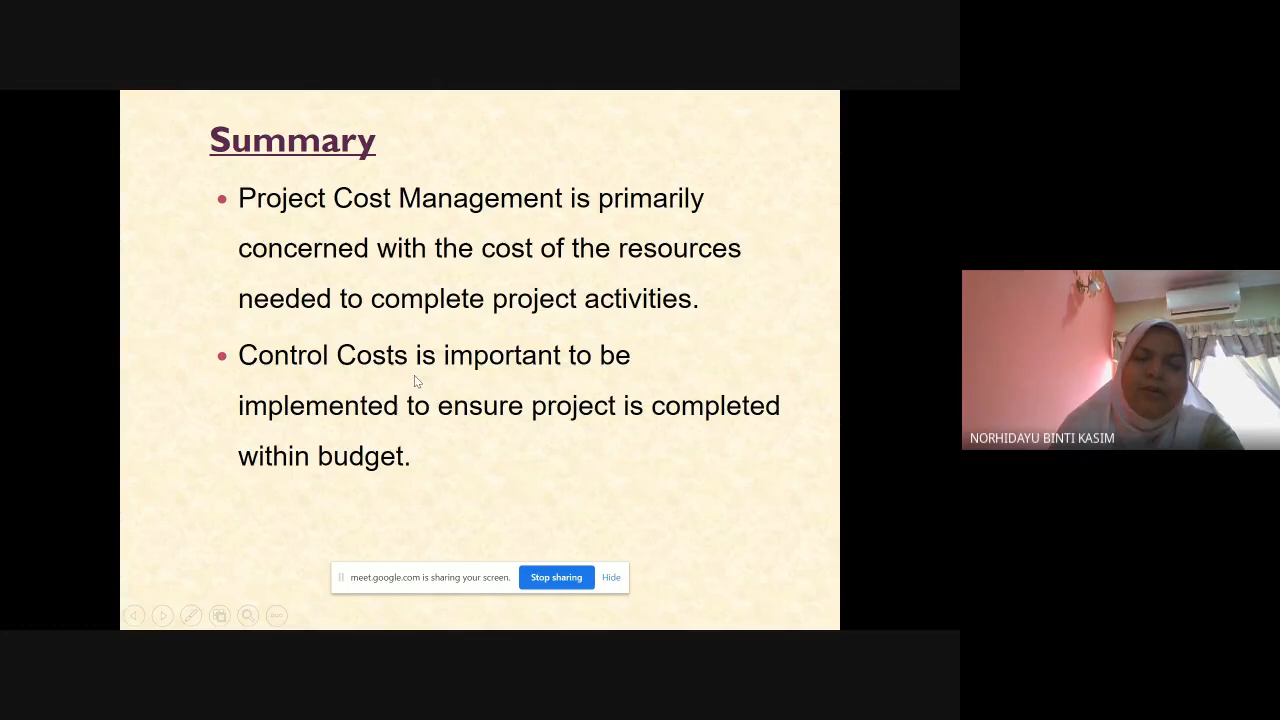 Summary
• Project Cost Management is primarily
concerned with the cost of the resources
needed to complete project activities.
• Control Costs is important to be
implemented to ensure project is completed
within budget.
meet.google.com is sharing your screen. Stop sharing Hide
NORHIDAYU BINTI KASIM